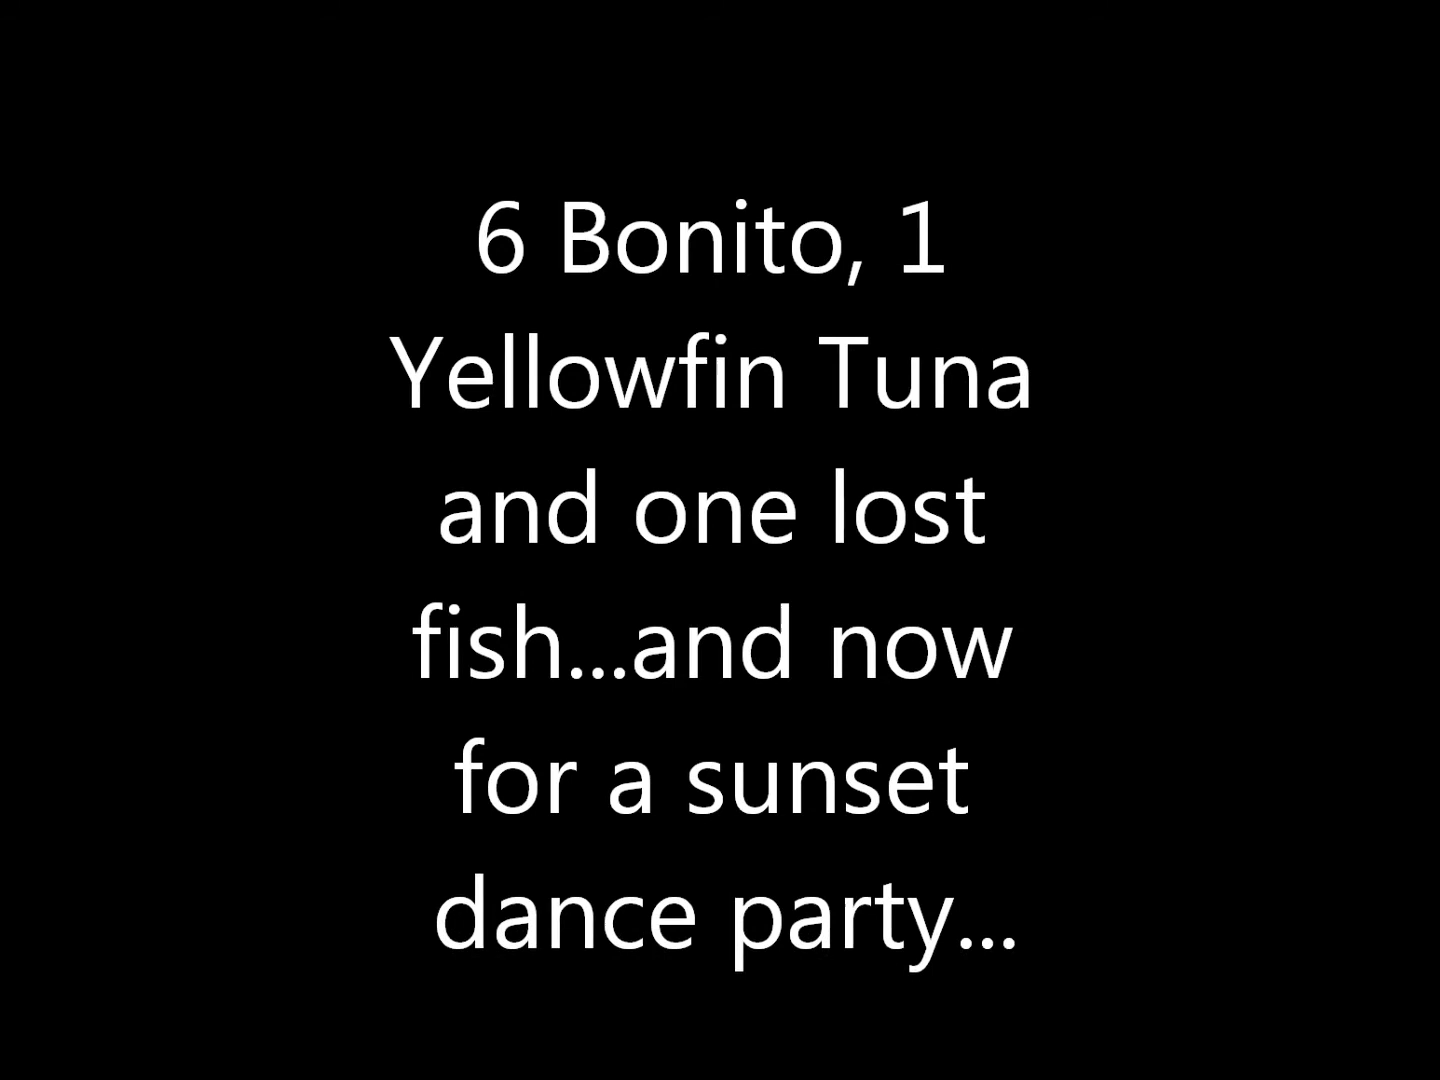 6 Bonito, 1
Yellowfin Tuna
and one lost
fish...and now
for a sunset
dance party...